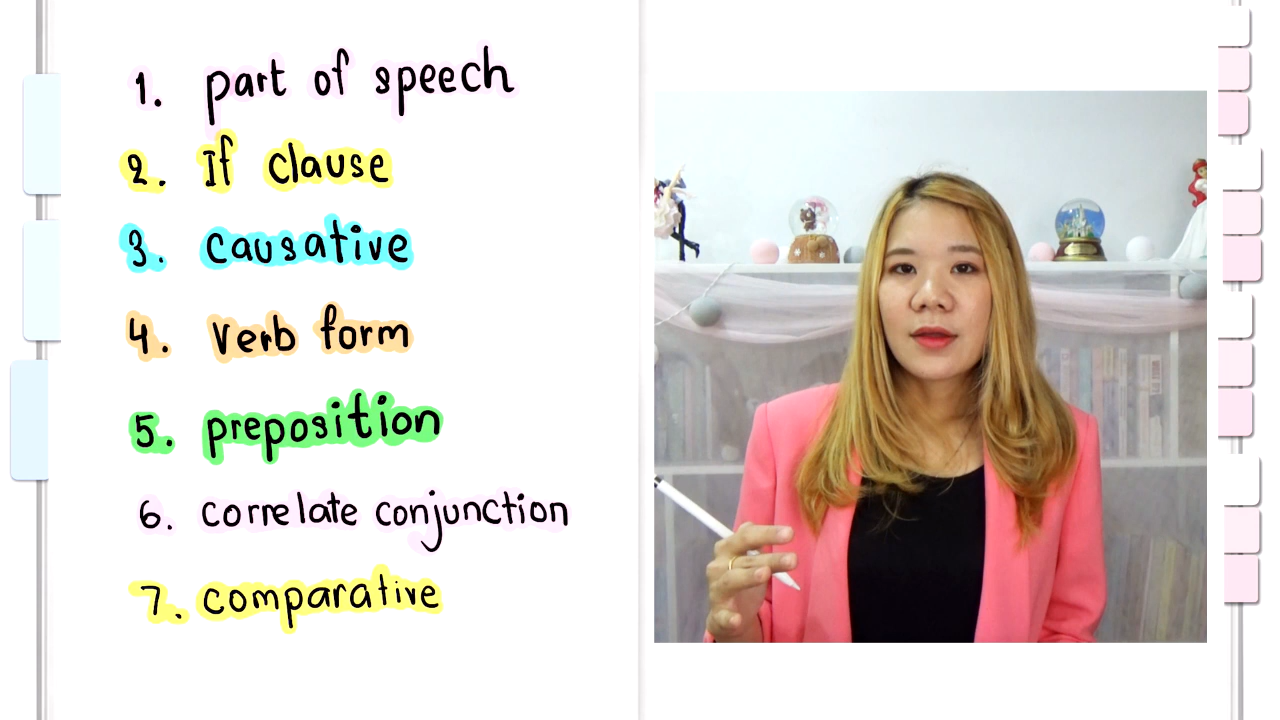 1. part of speech
2. If clause
3. causative
4. verb form
5. preposition
6. correlate conjunction
7. comparative